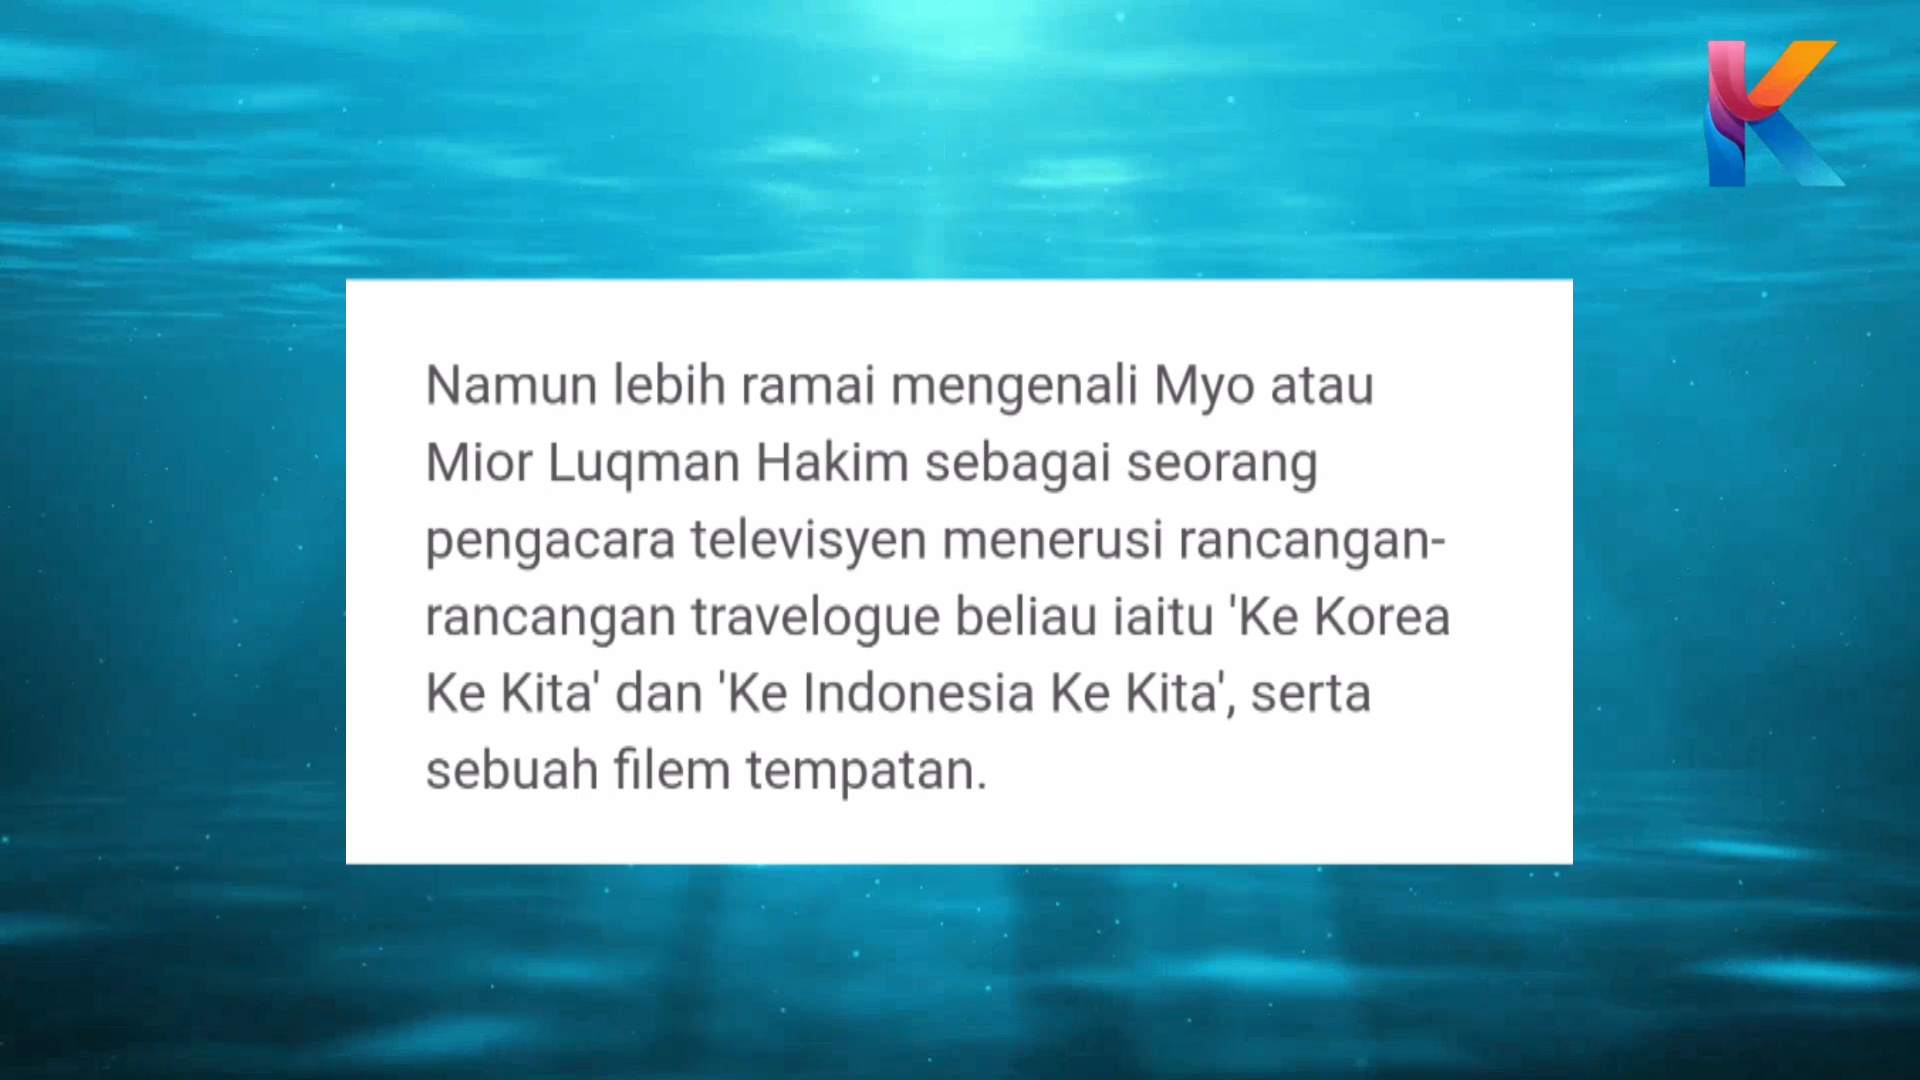 Namun lebih ramai mengenali Myo atau
Mior Luqman Hakim sebagai seorang
pengacara televisyen menerusi rancangan-
rancangan travelogue beliau iaitu 'Ke Korea
Ke Kita' dan 'Ke Indonesia Ke Kita', serta
sebuah filem tempatan.